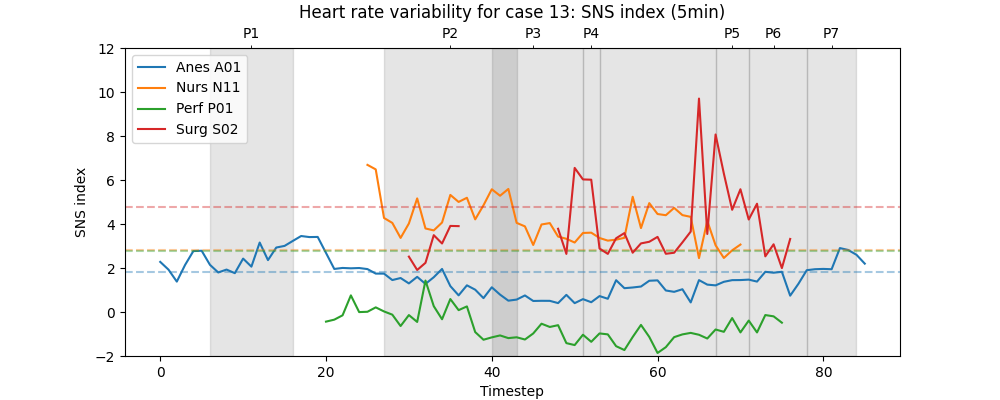 Heart rate variability for case 13: SNS index (5min)
P1 P2 P3 P4 P5 P6 P7
12
10
8
6
4
2
0
−2
SNS index
Anes A01
Nurs N11
Perf P01
Surg S02
0 20 40 60 80
Timestep